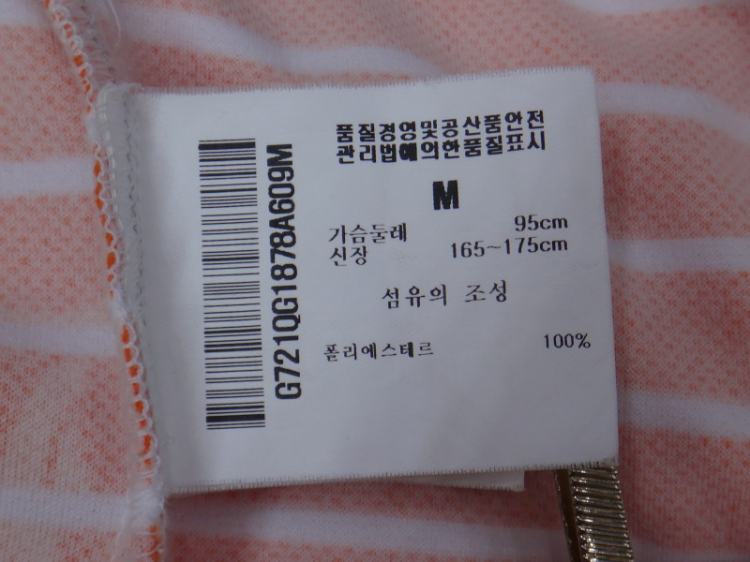 품질경영및공산품안전
관리법에의한품질표시
M
가슴둘레 95cm
신장 165~175cm
섬유의 조성
폴리에스테르 100%
G721QG1878A609M